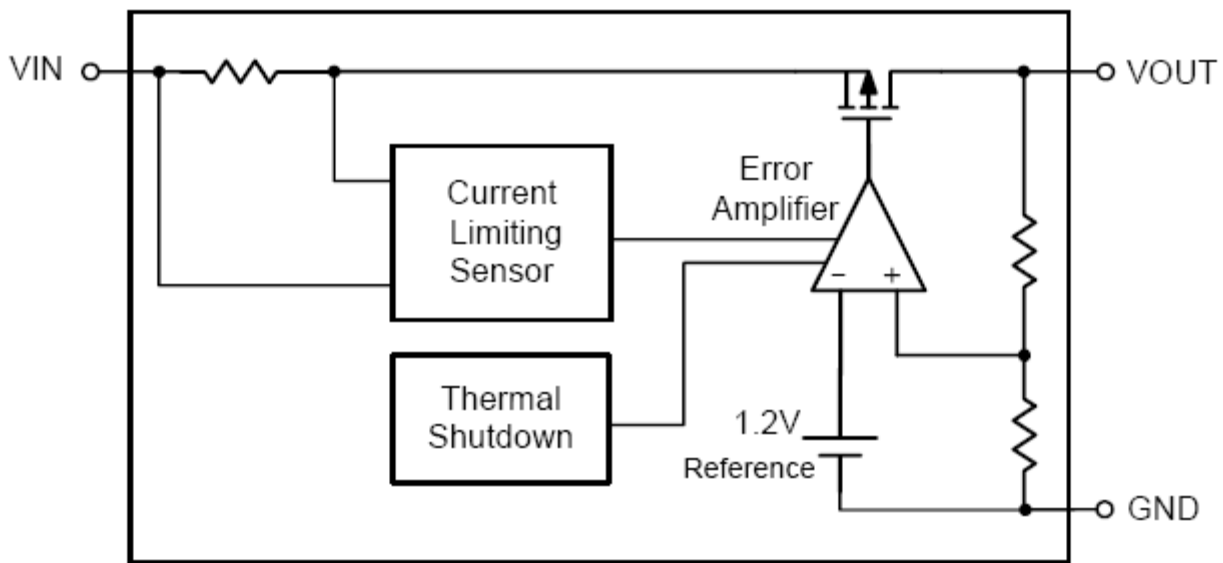 VIN
VOUT
Error
Amplifier
Current
Limiting
Sensor
- +
Thermal
Shutdown
1.2V
Reference
GND